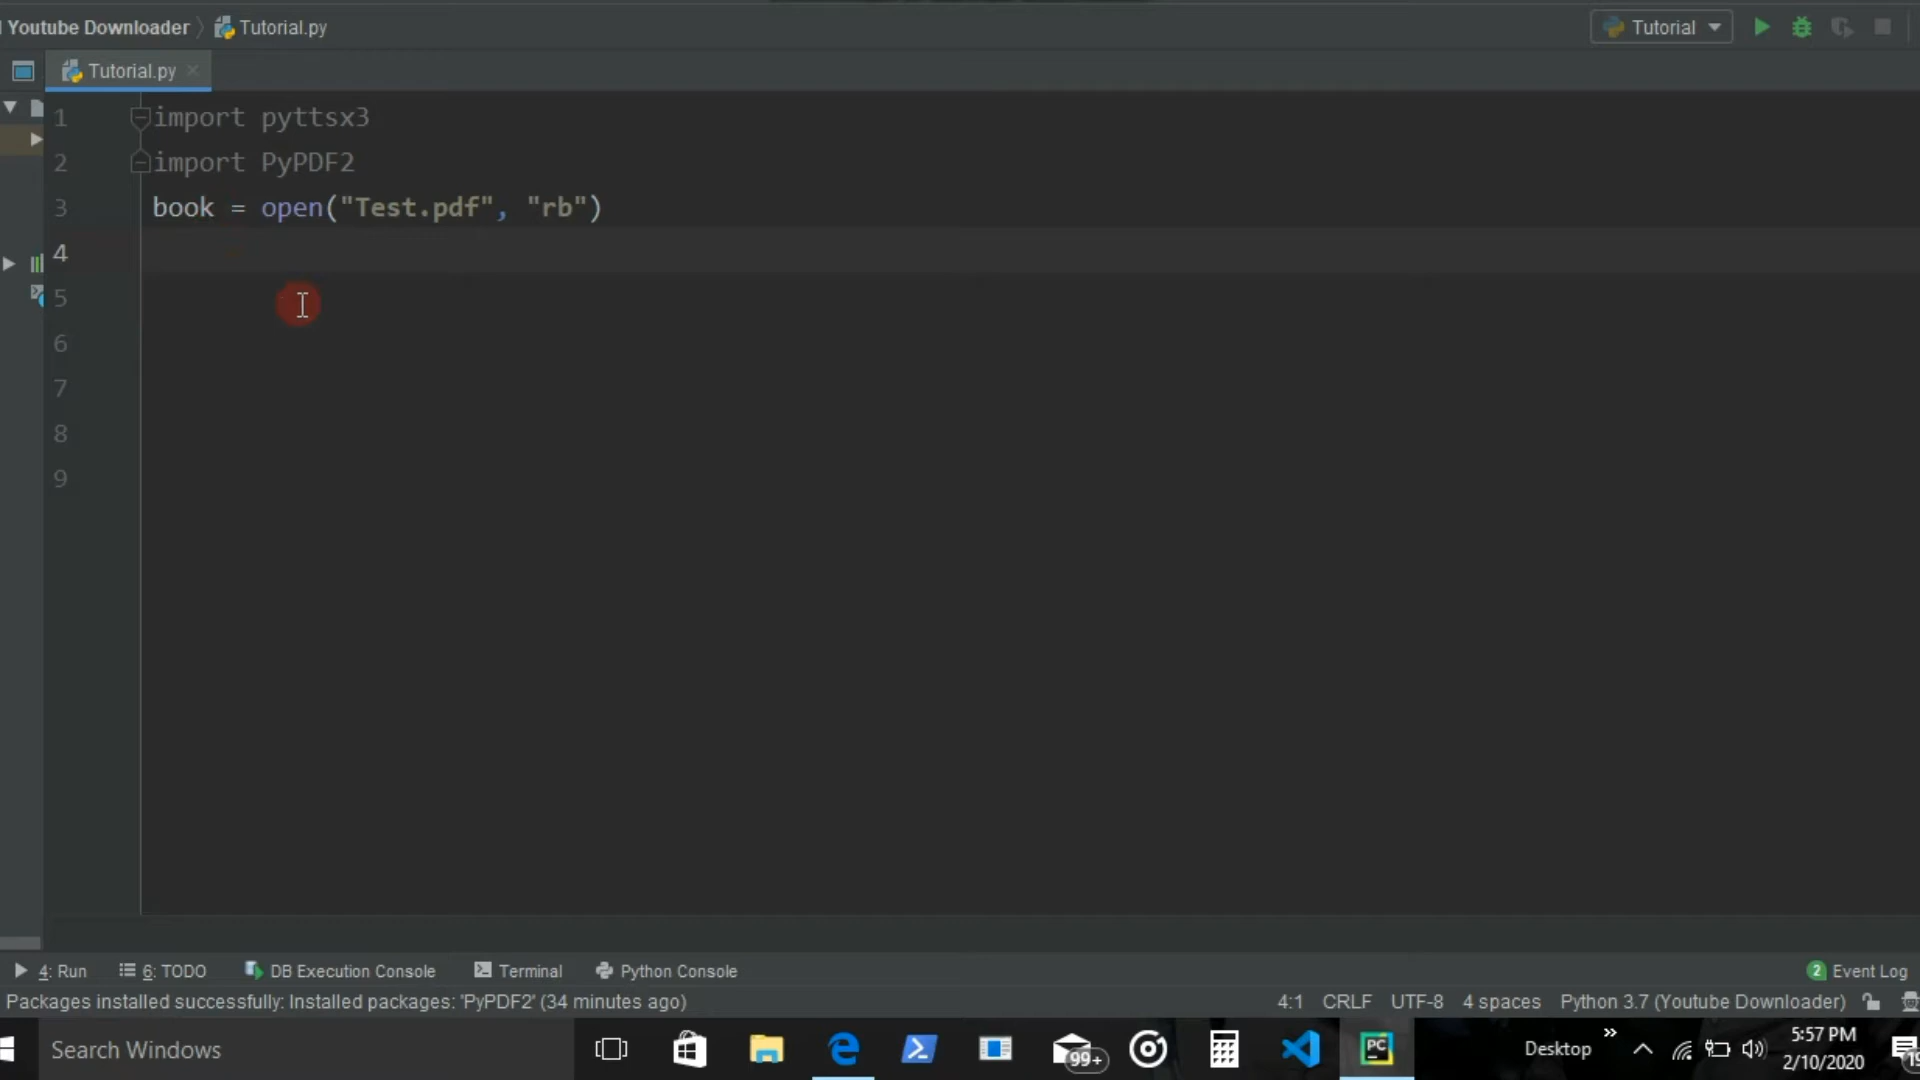 Youtube Downloader Tutorial.py Tutorial
Tutorial.py
1 import pyttsx3
2 import PyPDF2
3 book = open("Test.pdf", "rb")
4
5
6
7
8
9
4: Run 6: TODO DB Execution Console Terminal Python Console 2 Event Log
Packages installed successfully: Installed packages: 'PyPDF2' (34 minutes ago) 4:1 CRLF UTF-8 4 spaces Python 3.7 (Youtube Downloader)
Search Windows 99+ PC Desktop 5:57 PM
2/10/2020